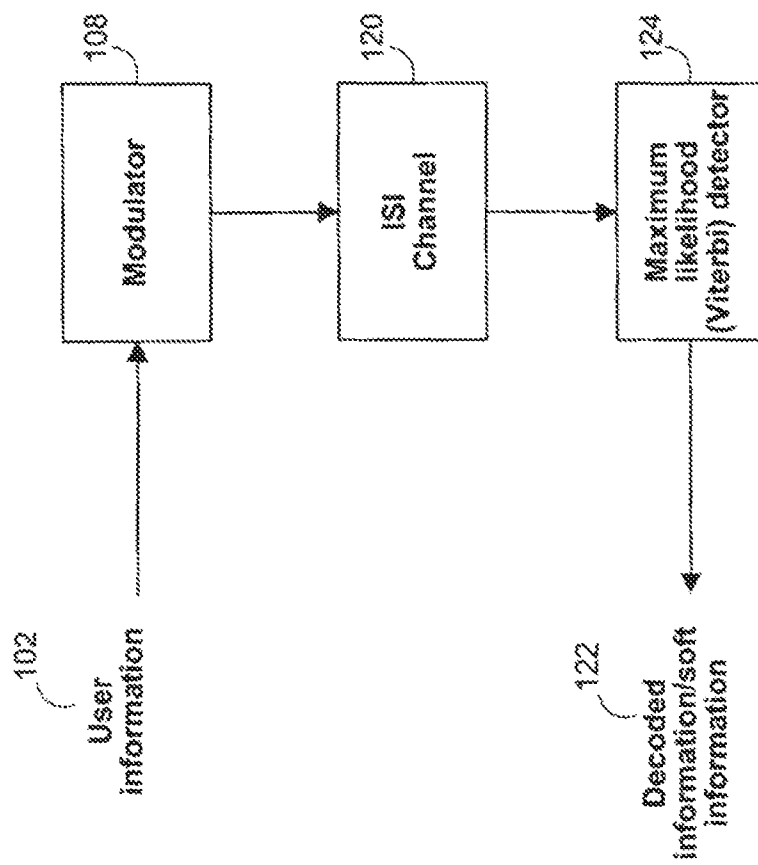 102
User
information
108
Modulator
120
ISI
Channel
124
Maximum
likelihood
(Viterbi) detector
122
Decoded
information/soft
information